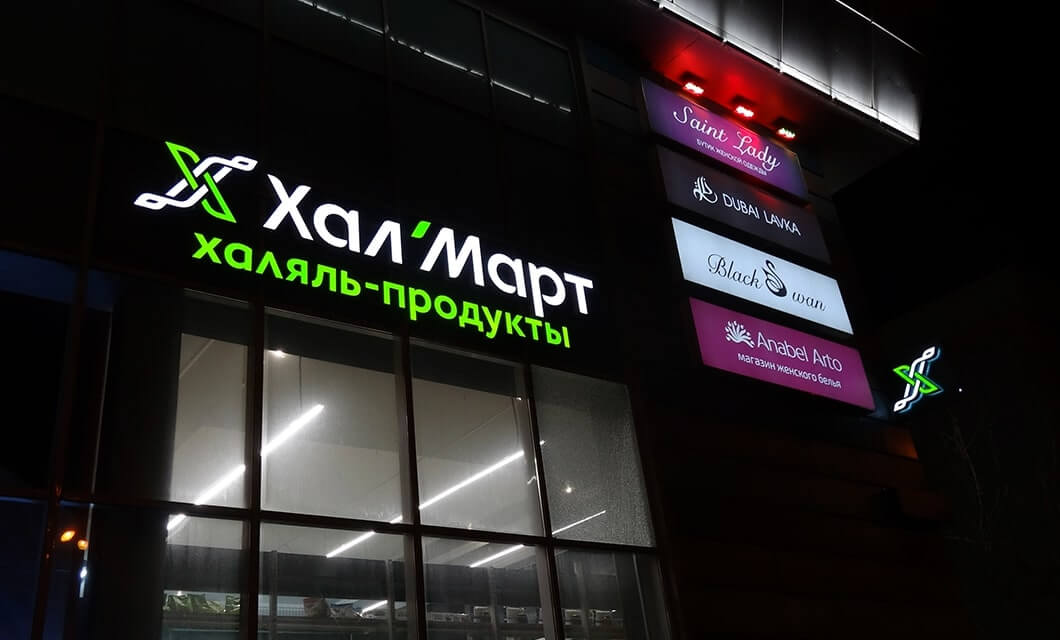 Хал'Март
халяль-продукты
Saint Lady
БУТИК ЖЕНСКОЙ ОДЕЖДЫ
DUBAI LAVKA
Black Swan
Anabel Arto
магазин женского белья